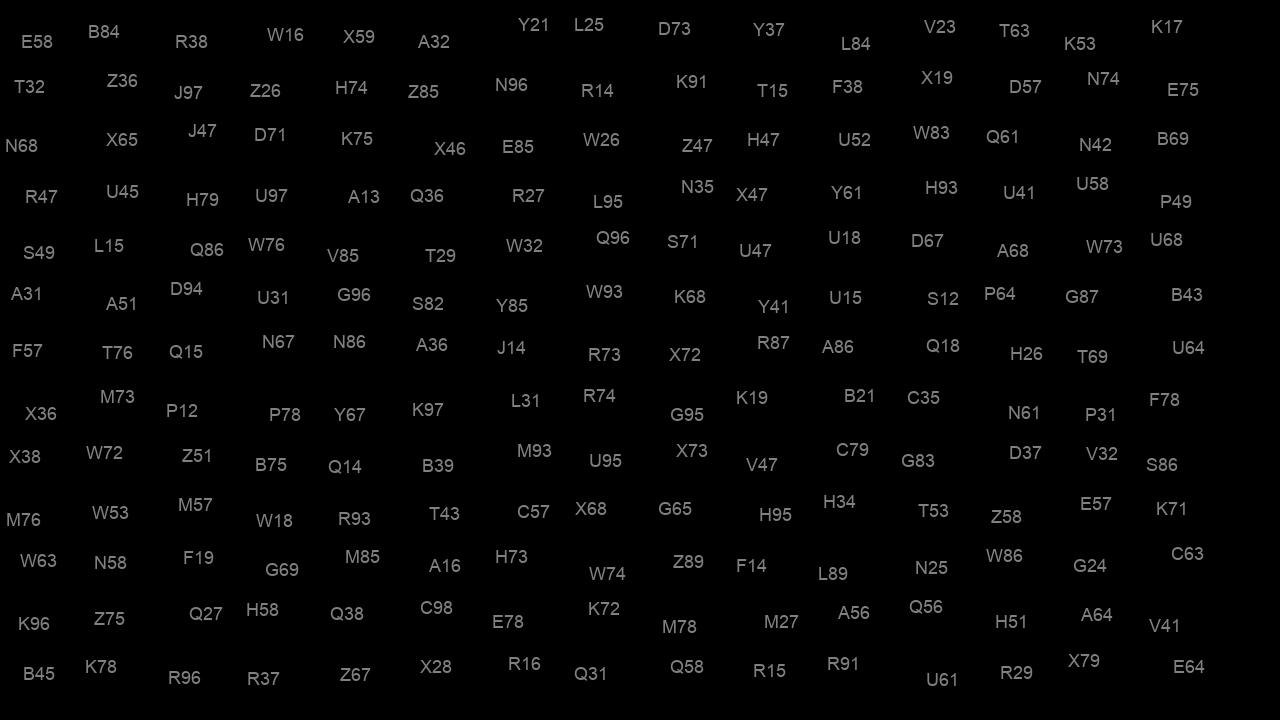 E58 B84 R38 W16 X59 A32 Y21 L25 D73 Y37 L84 V23 T63 K53 K17
T32 Z36 J97 Z26 H74 Z85 N96 R14 K91 T15 F38 X19 D57 N74 E75
N68 X65 J47 D71 K75 X46 E85 W26 Z47 H47 U52 W83 Q61 N42 B69
R47 U45 H79 U97 A13 Q36 R27 L95 N35 X47 Y61 H93 U41 U58 P49
S49 L15 Q86 W76 V85 T29 W32 Q96 S71 U47 U18 D67 A68 W73 U68
A31 A51 D94 U31 G96 S82 Y85 W93 K68 Y41 U15 S12 P64 G87 B43
F57 T76 Q15 N67 N86 A36 J14 R73 X72 R87 A86 Q18 H26 T69 U64
X36 M73 P12 P78 Y67 K97 L31 R74 G95 K19 B21 C35 N61 P31 F78
X38 W72 Z51 B75 Q14 B39 M93 U95 X73 V47 C79 G83 D37 V32 S86
M76 W53 M57 W18 R93 T43 C57 X68 G65 H95 H34 T53 Z58 E57 K71
W63 N58 F19 G69 M85 A16 H73 W74 Z89 F14 L89 N25 W86 G24 C63
K96 Z75 Q27 H58 Q38 C98 E78 K72 M78 M27 A56 Q56 H51 A64 V41
B45 K78 R96 R37 Z67 X28 R16 Q31 Q58 R15 R91 U61 R29 X79 E64